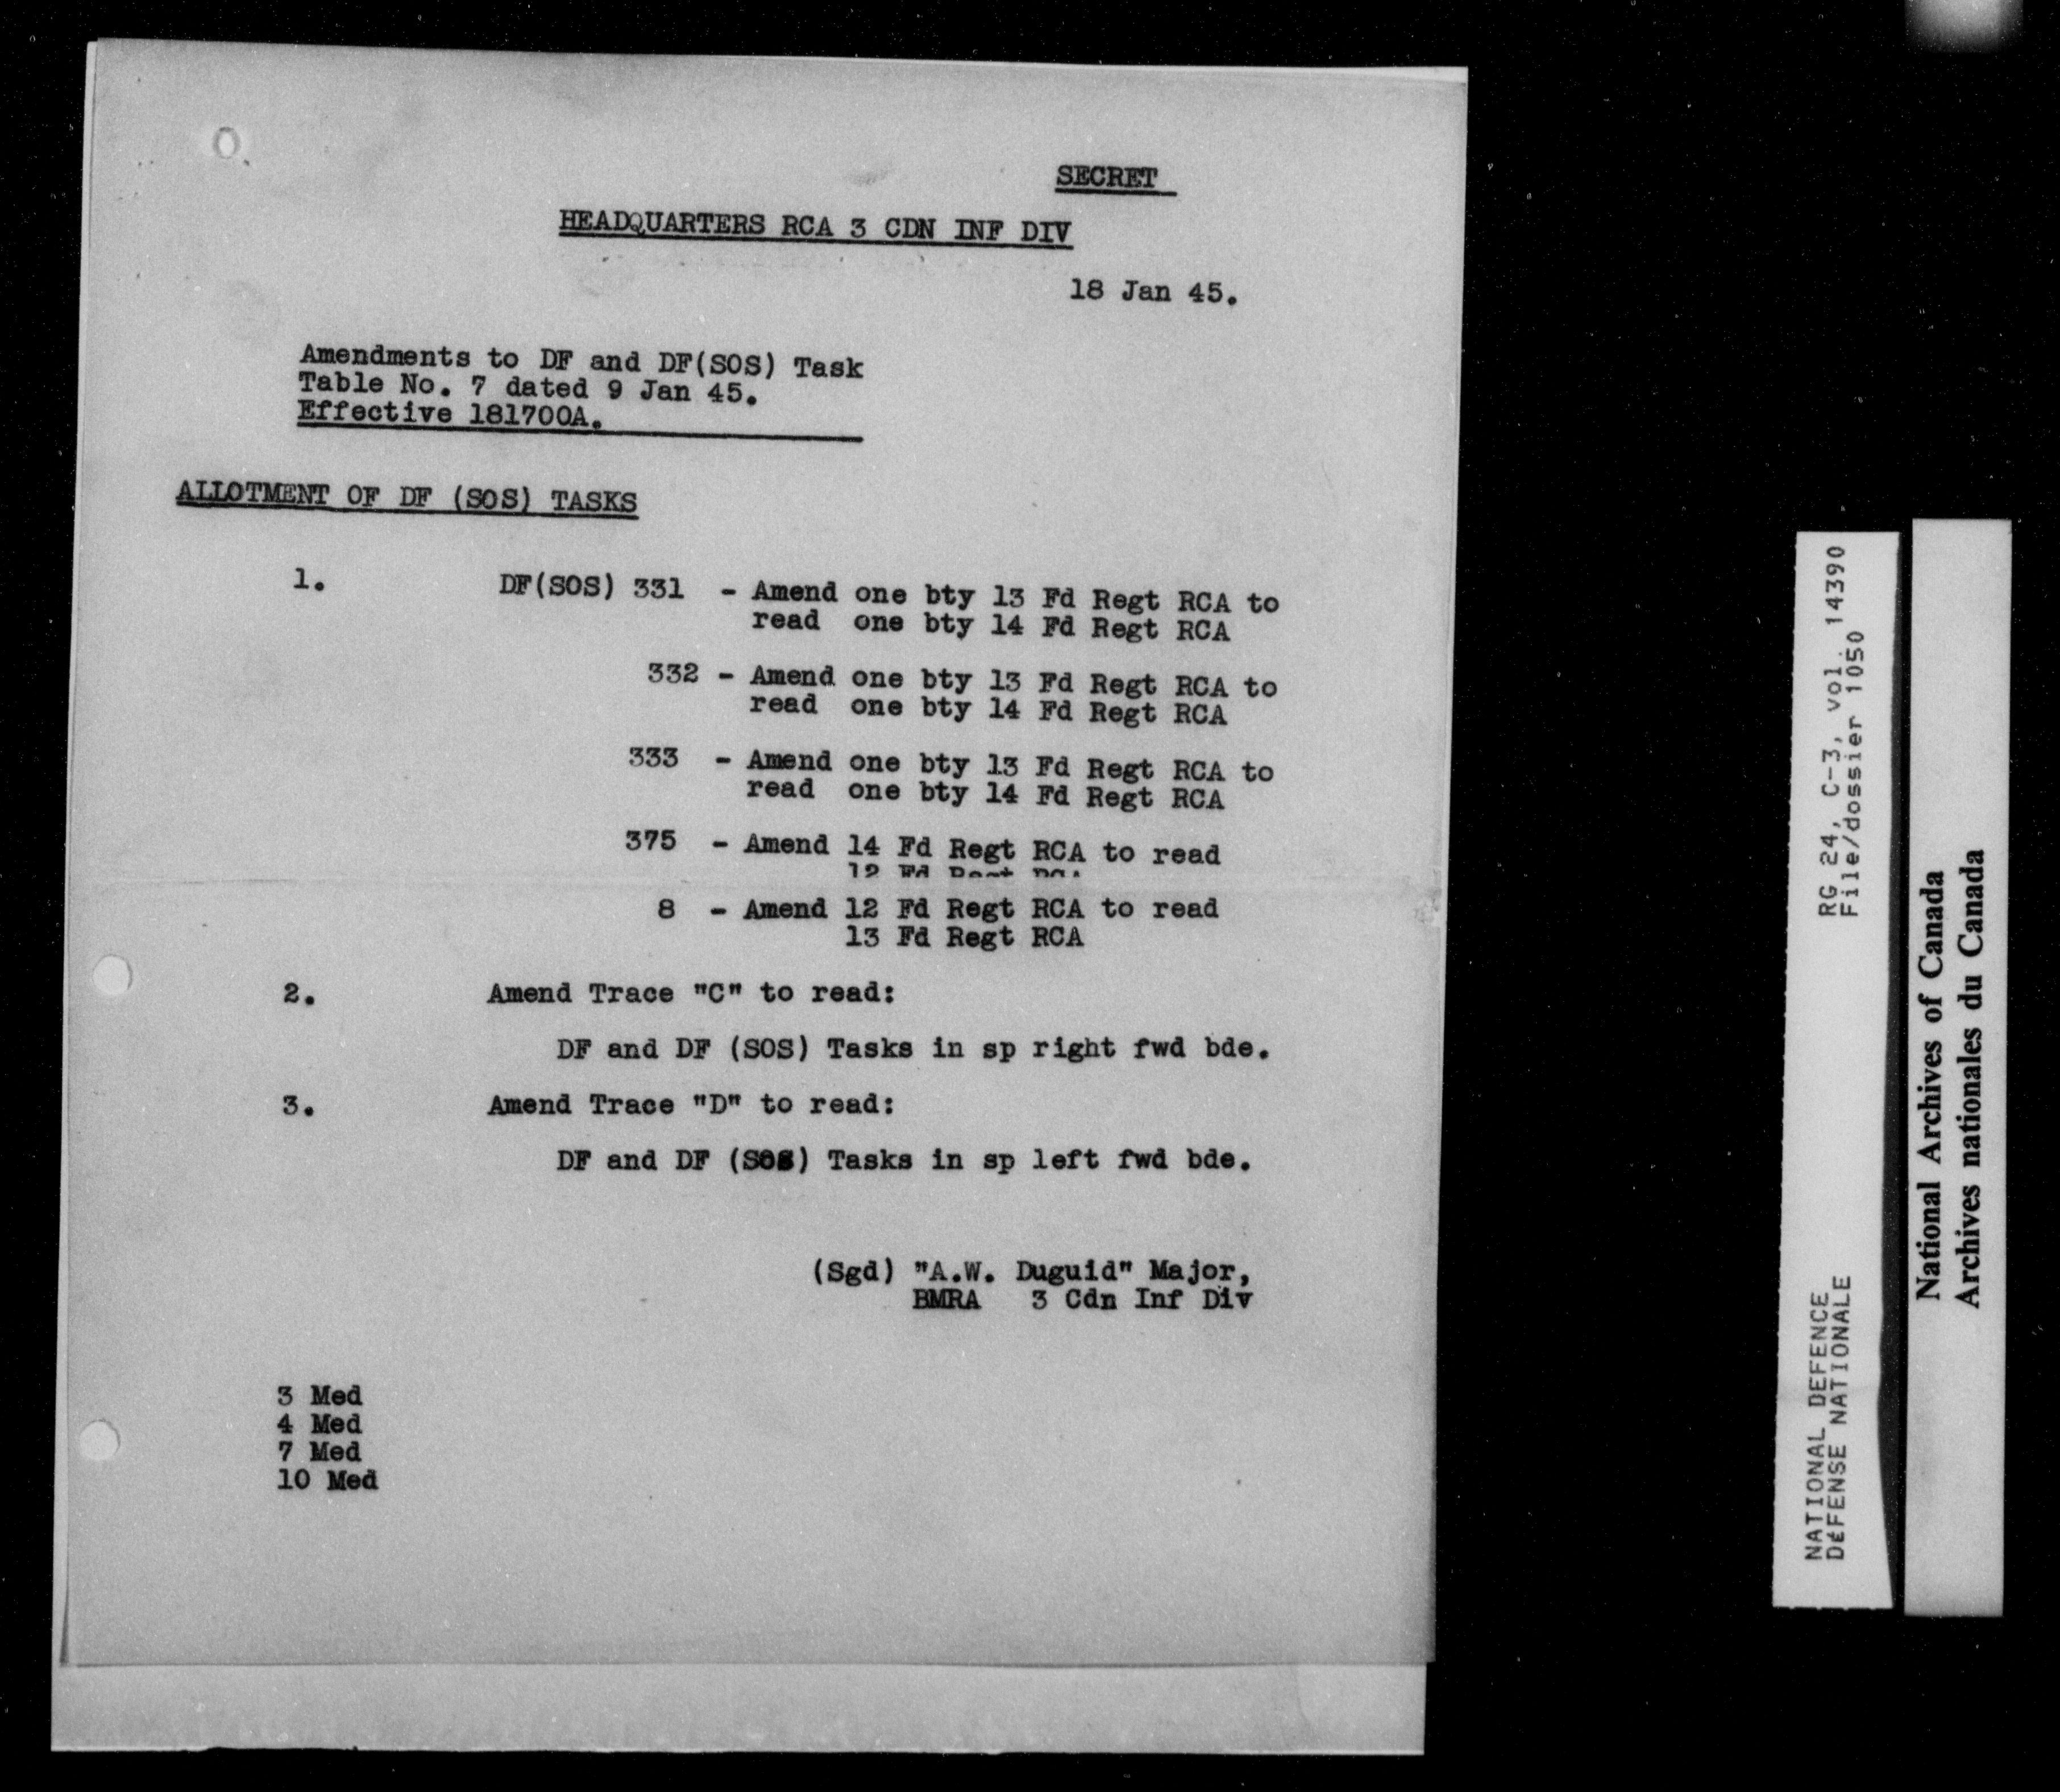 SECRET
HEADQUARTERS RCA 3 CDN INF DIV
18 Jan 45.
Amendments to DF and DF(SOS) Task
Table No. 7 dated 9 Jan 45.
Effective 181700A.
ALLOTMENT OF DF (SOS) TASKS
1. DF(SOS) 331 - Amend one bty 13 Fd Regt RCA to
read one bty 14 Fd Regt RCA
332 - Amend one bty 13 Fd Regt RCA to
read one bty 14 Fd Regt RCA
333 - Amend one bty 13 Fd Regt RCA to
read one bty 14 Fd Regt RCA
375 - Amend 14 Fd Regt RCA to read
Fd Regt RCA
8 - Amend 12 Fd Regt RCA to read
13 Fd Regt RCA
2. Amend Trace "C" to read:
DF and DF (SOS) Tasks in sp right fwd bde.
3. Amend Trace "D" to read:
DF and DF (SOS) Tasks in sp left fwd bde.
(Sgd) "A.W. Duguid" Major,
BMRA 3 Cdn Inf Div
3 Med
4 Med
7 Med
10 Med
NATIONAL DEFENCE RG 24, C-3, vol. 14390
DéFENSE NATIONALE File/dossier 1050
National Archives of Canada
Archives nationales du Canada